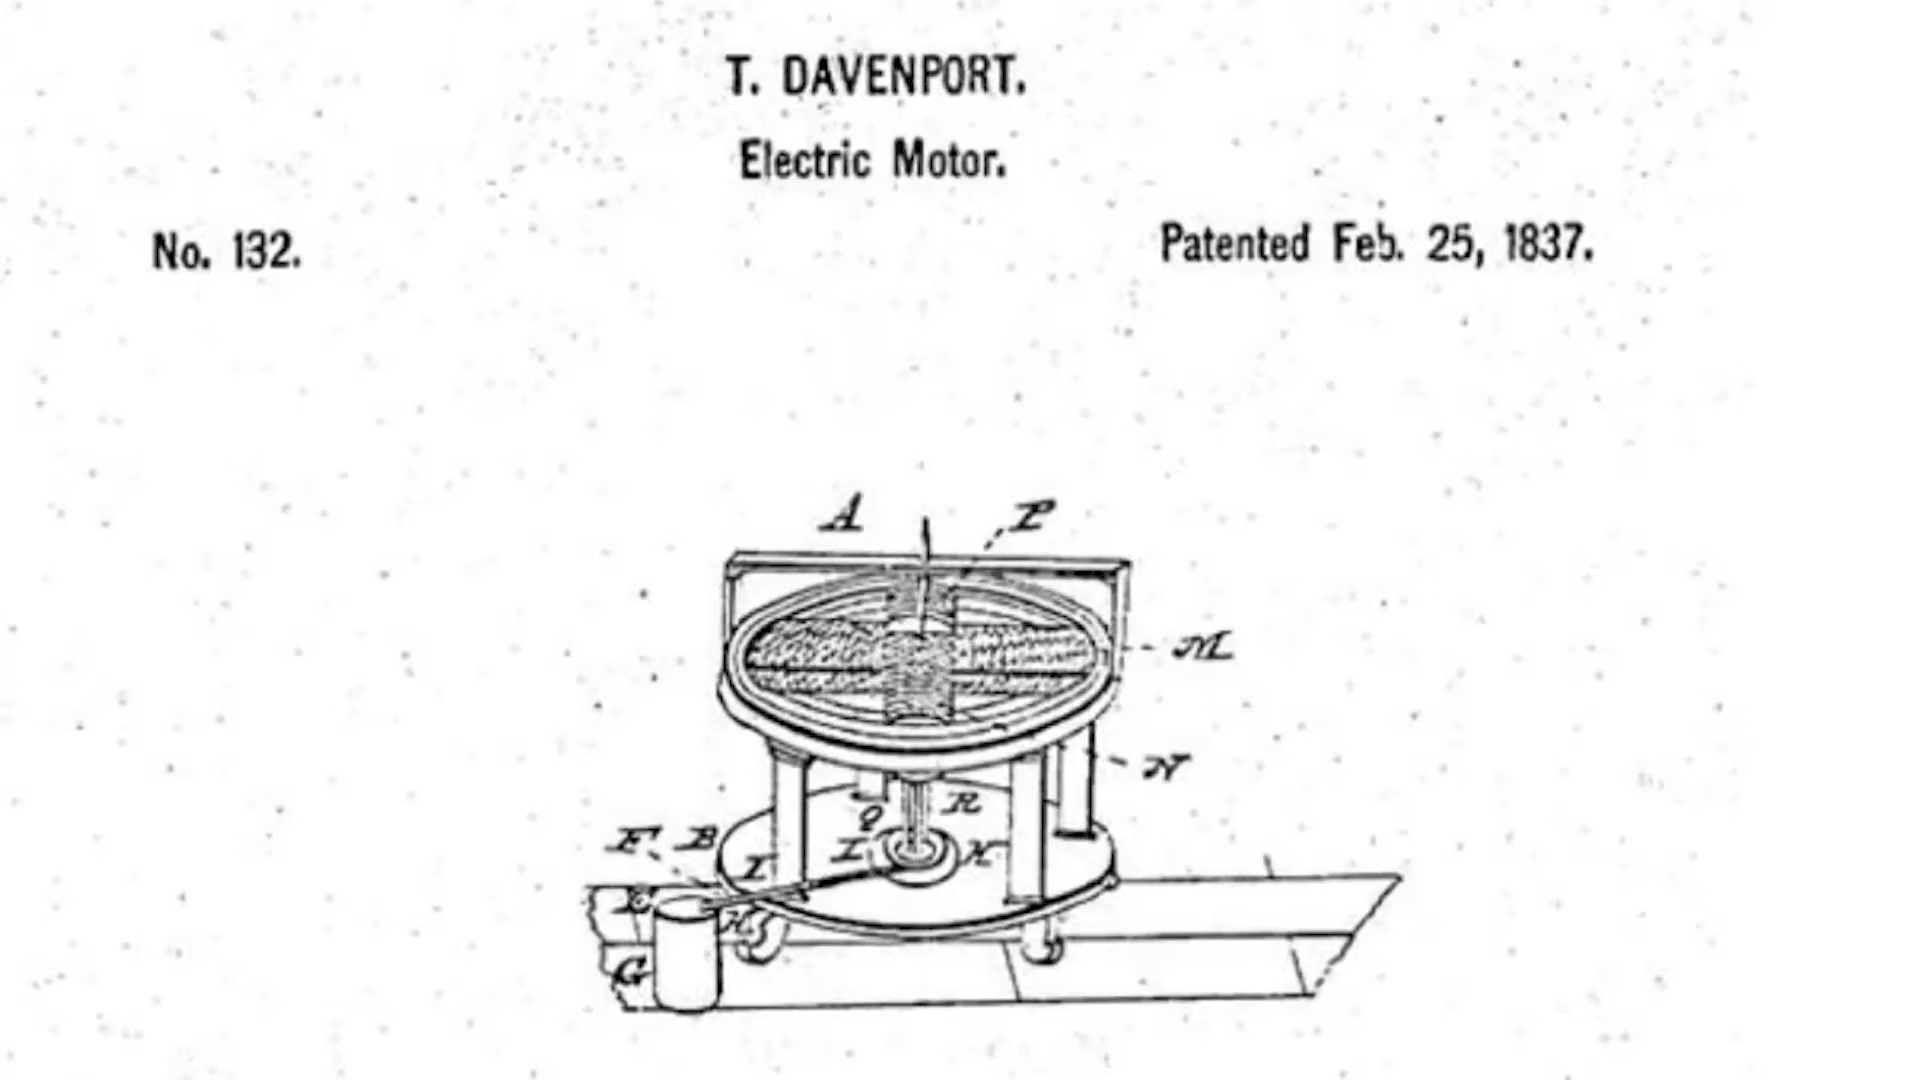 T. DAVENPORT.
Electric Motor.
No. 132.
Patented Feb. 25, 1837.
A
P
M
N
R
Q
F
B
I
I
H
E
H
G